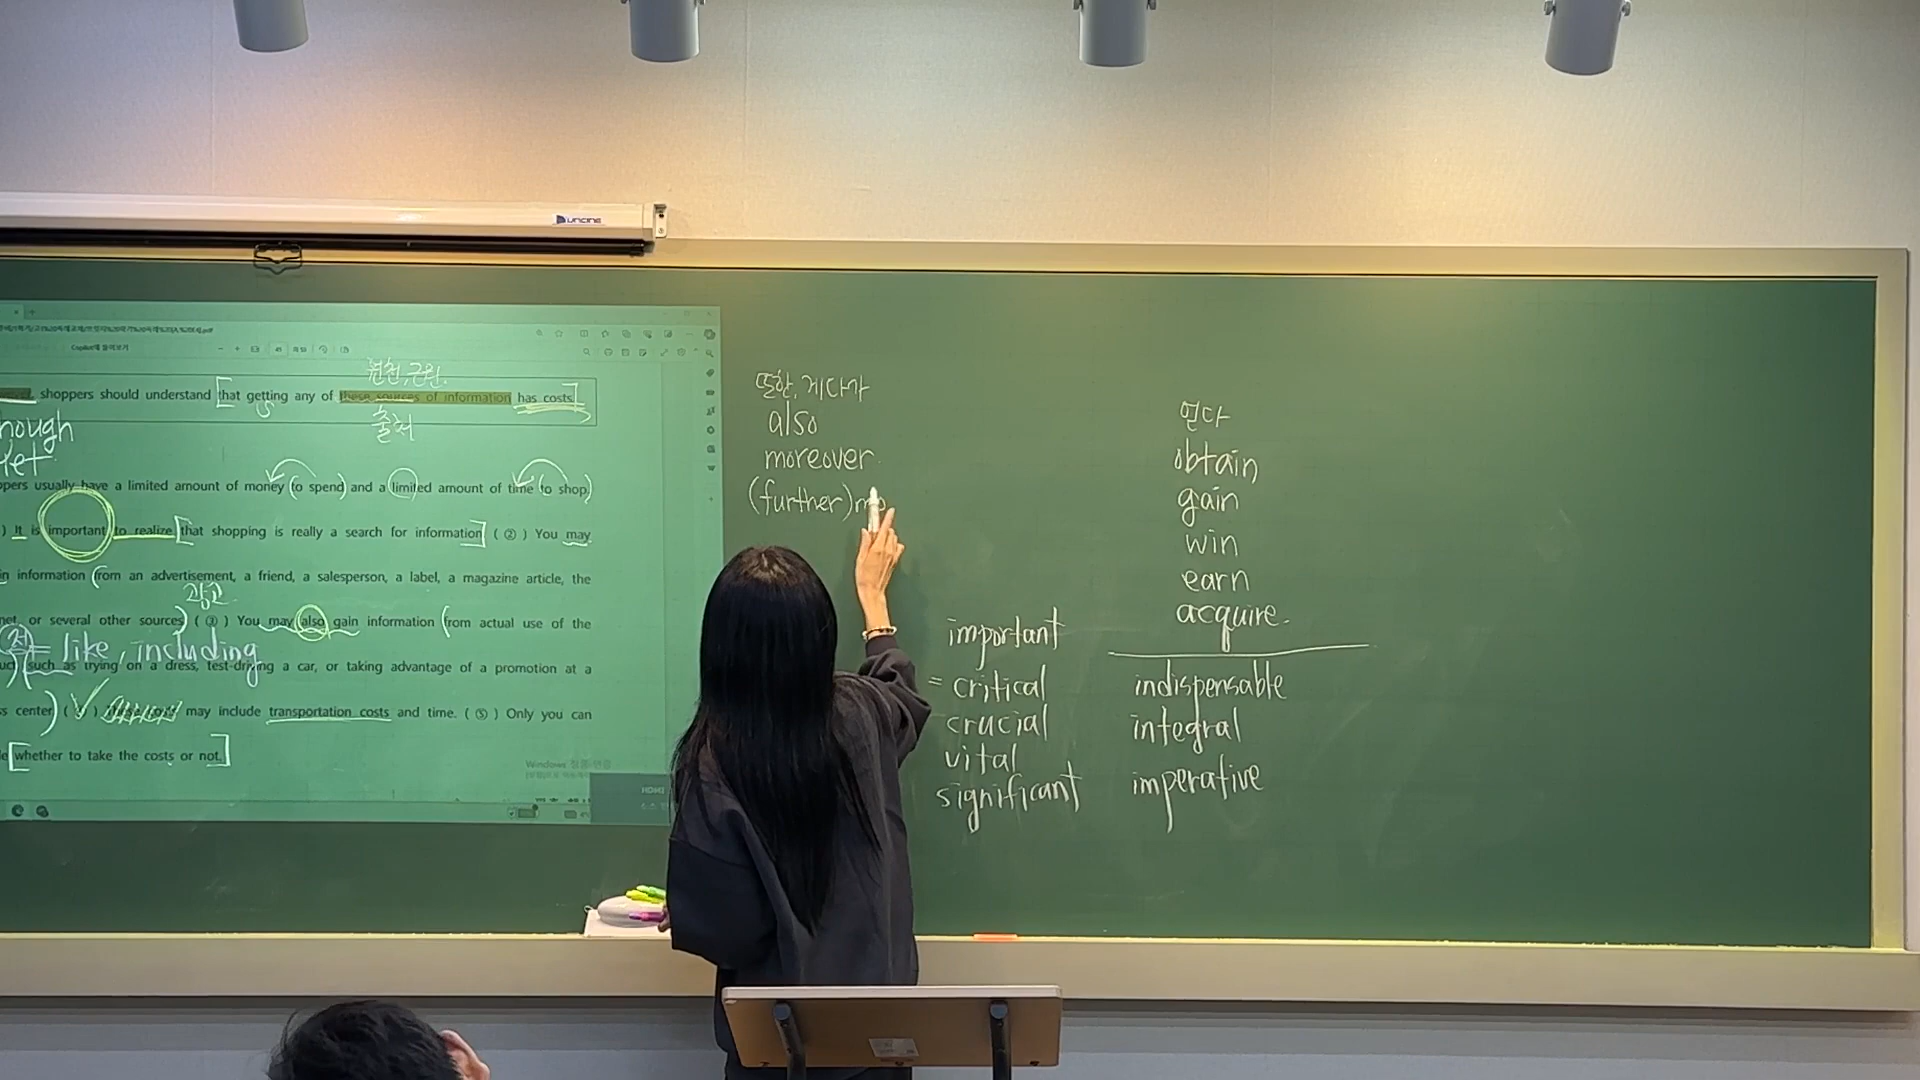 shoppers should understand [that getting any of these sources of information has costs]
원천, 근원.
출처
hough
yet.
ppers usually have a limited amount of money (to spend) and a limited amount of time (to shop)
) It is important to realize [that shopping is really a search for information] ( ② ) You may
in information (from an advertisement, a friend, a salesperson, a label, a magazine article, the
광고
net, or several other sources) ( ③ ) You may also gain information (from actual use of the
= like, including
uct) (such as trying on a dress, test-driving a car, or taking advantage of a promotion at a
s center) may include transportation costs and time. ( ⑤ ) Only you can
e [whether to take the costs or not.]
또한, 게다가
also
moreover
(further)mo
얻다
obtain
gain
win
earn
acquire.
important
= critical
crucial
vital
significant
indispensable
integral
imperative